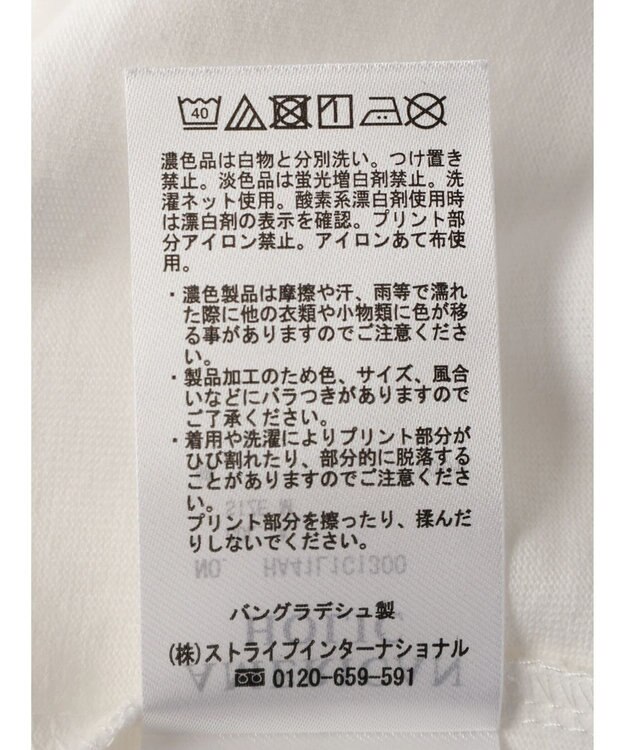 40
濃色品は白物と分別洗い。つけ置き
禁止。淡色品は蛍光増白剤禁止。洗
濯ネット使用。酸素系漂白剤使用時
は漂白剤の表示を確認。プリント部
分アイロン禁止。アイロンあて布使
用。
・濃色製品は摩擦や汗、雨等で濡れ
た際に他の衣類や小物類に色が移
る事がありますのでご注意くださ
い。
・製品加工のため色、サイズ、風合
いなどにバラつきがありますので
ご了承ください。
・着用や洗濯によりプリント部分が
ひび割れたり、部分的に脱落する
ことがありますのでご注意くださ
い。
プリント部分を擦ったり、揉んだ
りしないでください。
NO. HA41L1C1300
バングラデシュ製
(株)ストライプインターナショナル
0120-659-591